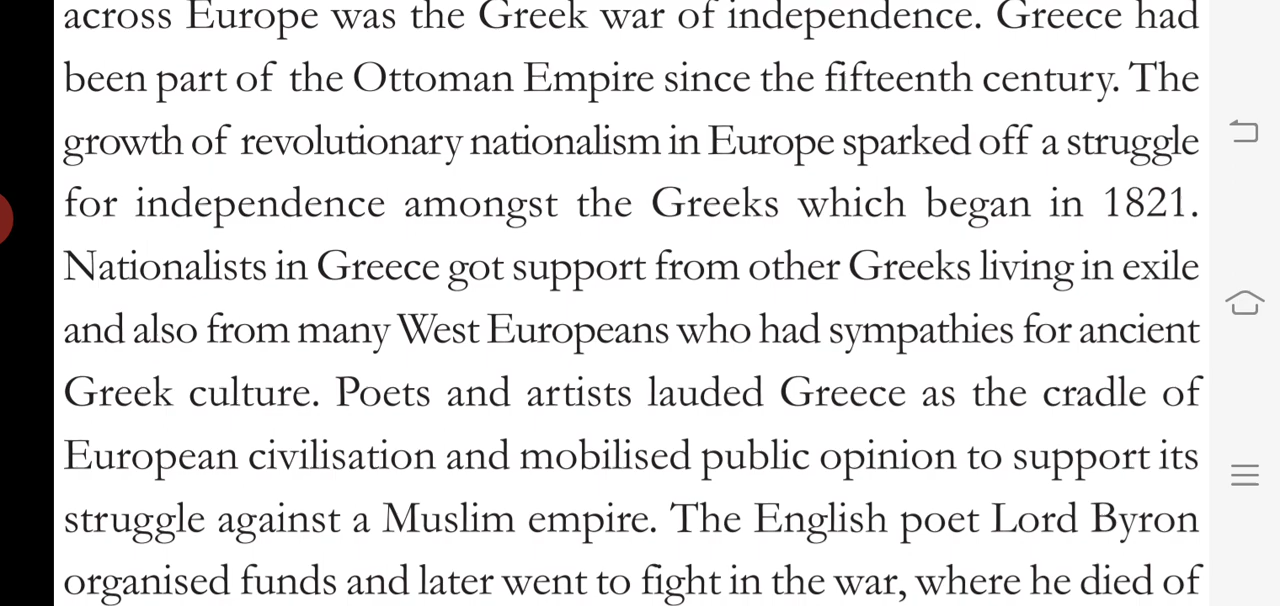 across Europe was the Greek war of independence. Greece had
been part of the Ottoman Empire since the fifteenth century. The
growth of revolutionary nationalism in Europe sparked off a struggle
for independence amongst the Greeks which began in 1821.
Nationalists in Greece got support from other Greeks living in exile
and also from many West Europeans who had sympathies for ancient
Greek culture. Poets and artists lauded Greece as the cradle of
European civilisation and mobilised public opinion to support its
struggle against a Muslim empire. The English poet Lord Byron
organised funds and later went to fight in the war, where he died of